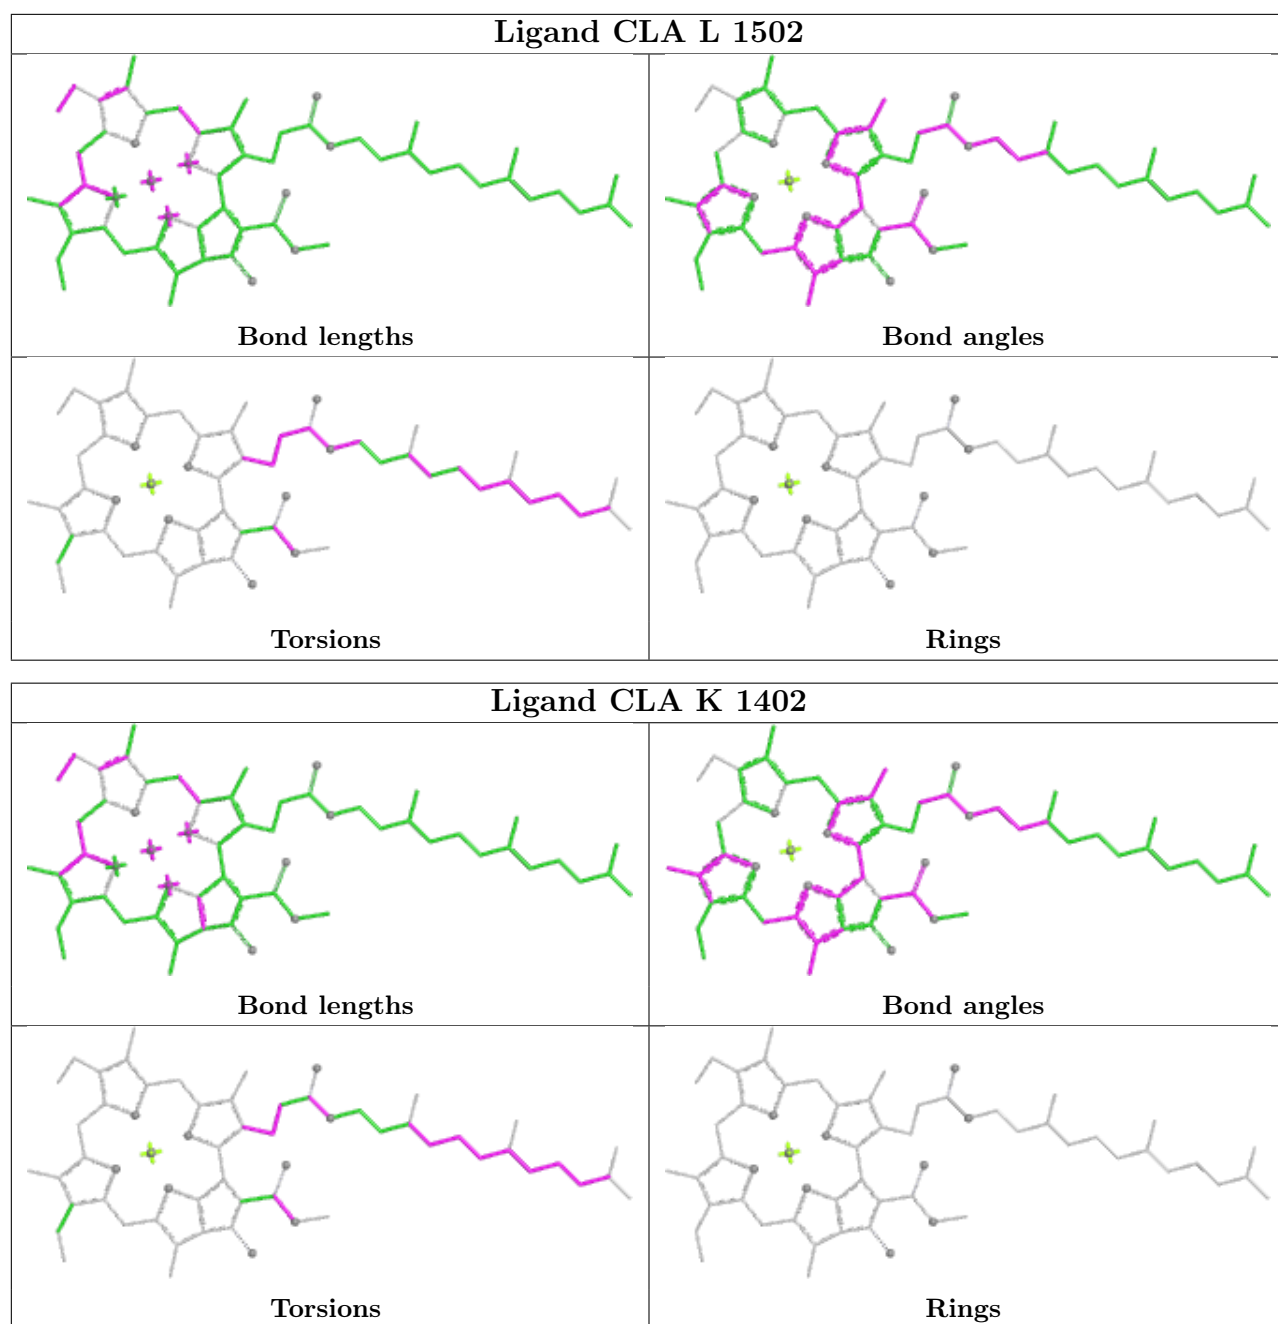 Ligand CLA L 1502
Bond lengths
Bond angles
Torsions
Rings
Ligand CLA K 1402
Bond lengths
Bond angles
Torsions
Rings